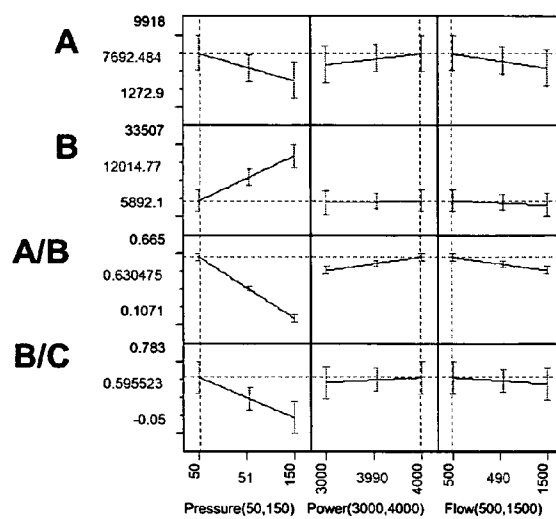 9918
A
7692.484
1272.9
33507
B
12014.77
5892.1
0.665
A/B
0.630475
0.1071
0.783
B/C
0.595523
-0.05
50 51 150 3000 3990 4000 500 490 1500
Pressure(50,150) Power(3000,4000) Flow(500,1500)